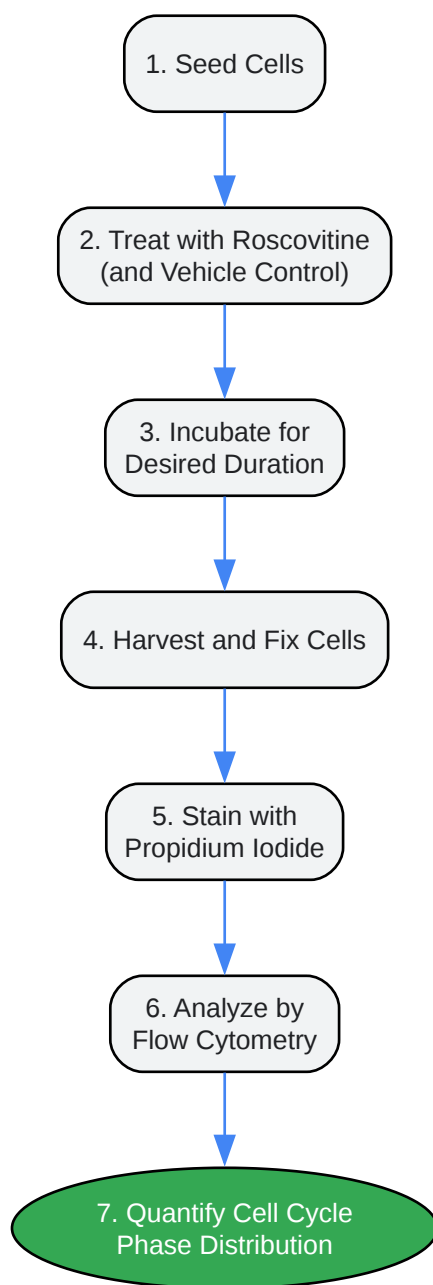 1. Seed Cells
2. Treat with Roscovitine
(and Vehicle Control)
3. Incubate for
Desired Duration
4. Harvest and Fix Cells
5. Stain with
Propidium Iodide
6. Analyze by
Flow Cytometry
7. Quantify Cell Cycle
Phase Distribution